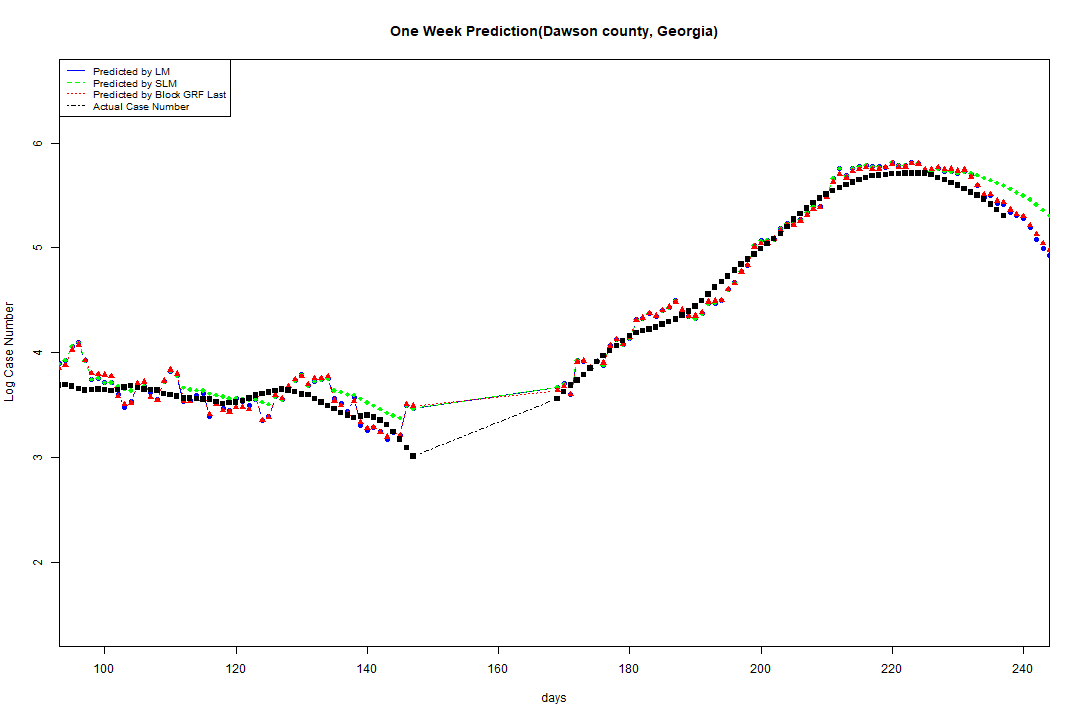 One Week Prediction(Dawson county, Georgia)
Predicted by LM
Predicted by SLM
Predicted by Block GRF Last
Actual Case Number
6
5
4
3
2
Log Case Number
100 120 140 160 180 200 220 240
days